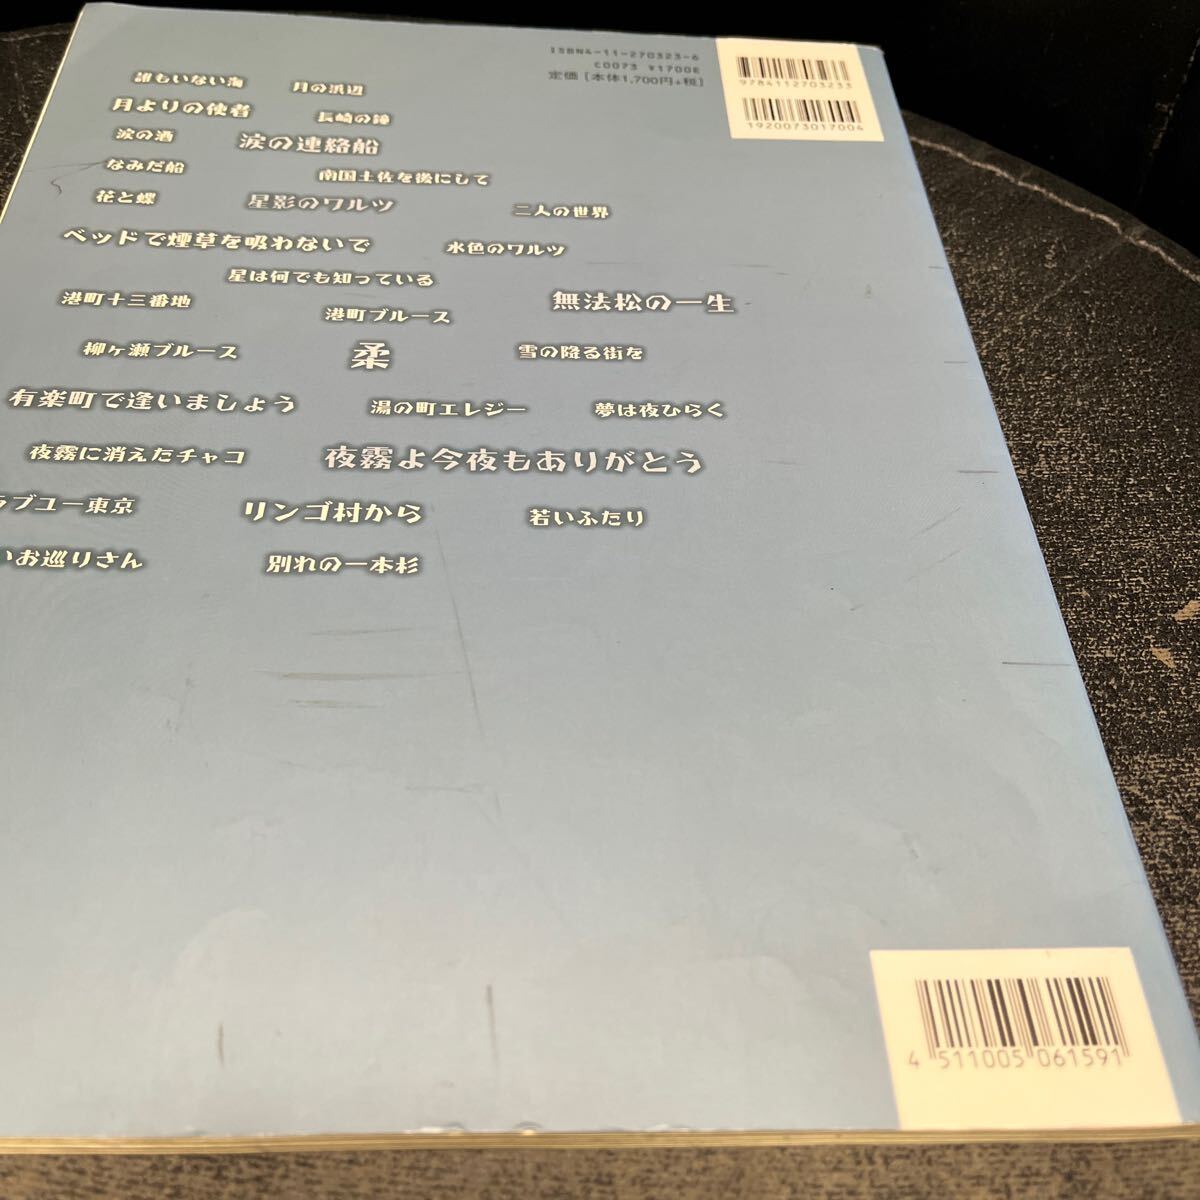 ISBN4-11-270323-6
C0073 ¥1700E
定価［本体1,700円+税］
9784112703233
1920073017004
誰もいない海 月の浜辺
月よりの使者 長崎の鐘
涙の酒 涙の連絡船
なみだ船 南国土佐を後にして
花と蝶 星影のワルツ 二人の世界
ベッドで煙草を吸わないで 水色のワルツ
星は何でも知っている
港町十三番地 港町ブルース 無法松の一生
柳ヶ瀬ブルース 柔 雪の降る街を
有楽町で逢いましょう 湯の町エレジー 夢は夜ひらく
夜霧に消えたチャコ 夜霧よ今夜もありがとう
ラブユー東京 リンゴ村から 若いふたり
いお巡りさん 別れの一本杉
4 511005 061591